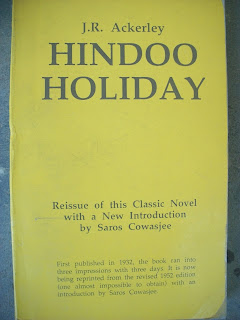 J.R. Ackerley
HINDOO
HOLIDAY
Reissue of this Classic Novel
with a New Introduction
by Saros Cowasjee
First published in 1932, the book ran into
three impressions with three days. It is now
being reprinted from the revised 1952 edition
time almost impossible to obtain) with an
introduction by Saros Cowasjee